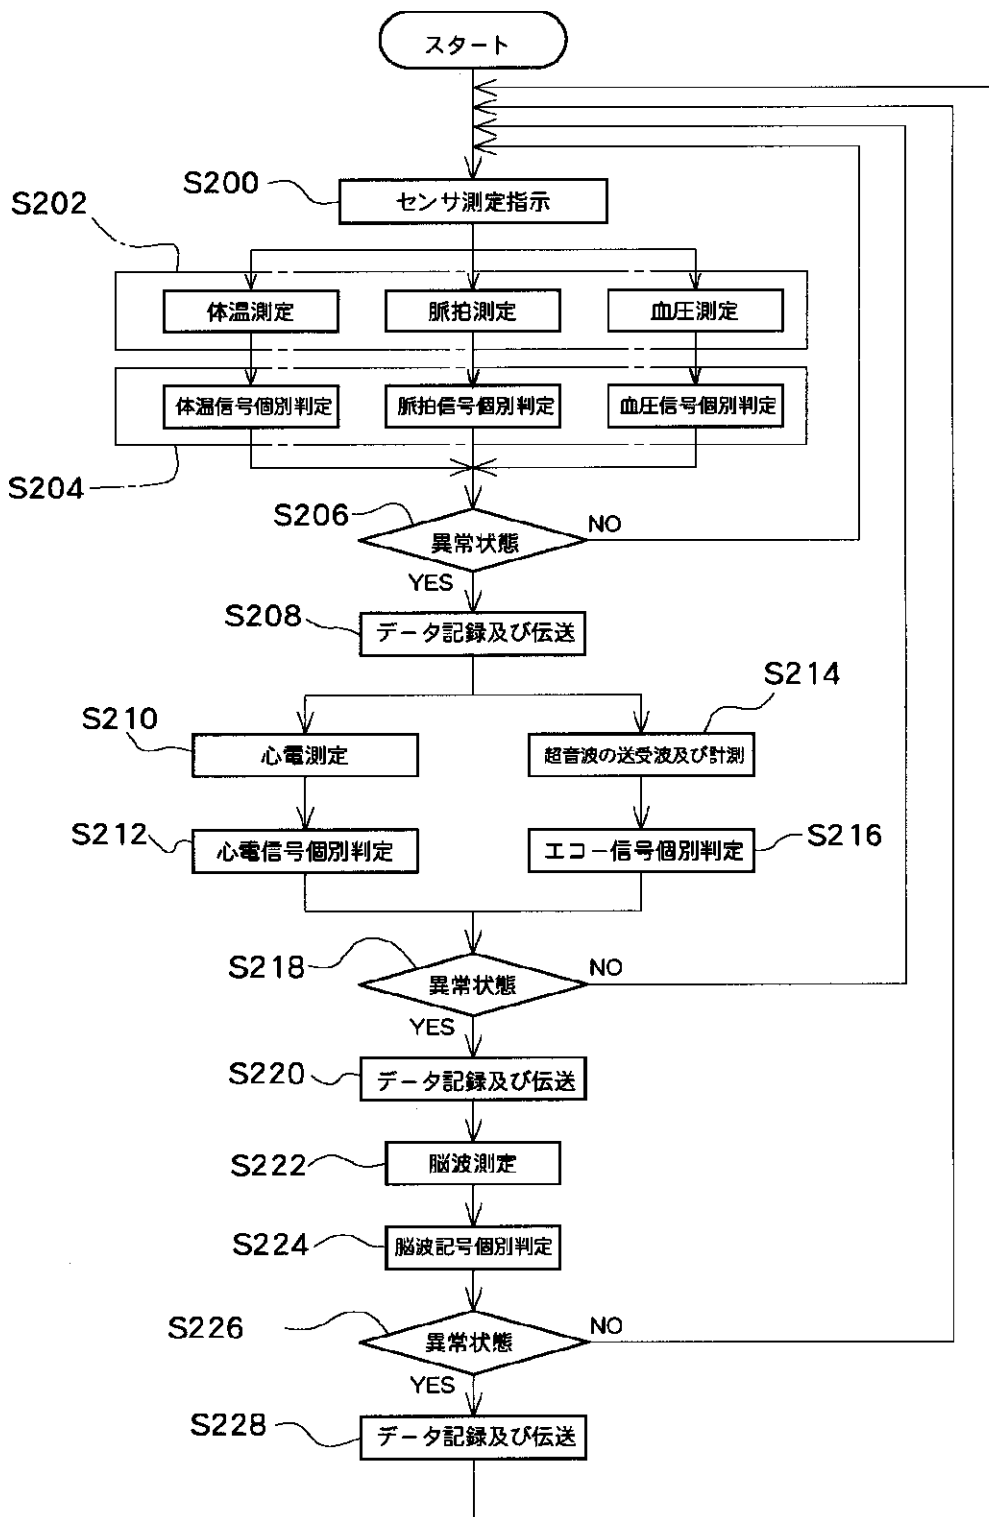 スタート
S200
センサ測定指示
S202
体温測定
脈拍測定
血圧測定
体温信号個別判定
脈拍信号個別判定
血圧信号個別判定
S204
S206
異常状態
NO
YES
S208
データ記録及び伝送
S210
心電測定
S214
超音波の送受波及び計測
S212
心電信号個別判定
エコー信号個別判定
S216
S218
異常状態
NO
YES
S220
データ記録及び伝送
S222
脳波測定
S224
脳波記号個別判定
S226
異常状態
NO
YES
S228
データ記録及び伝送